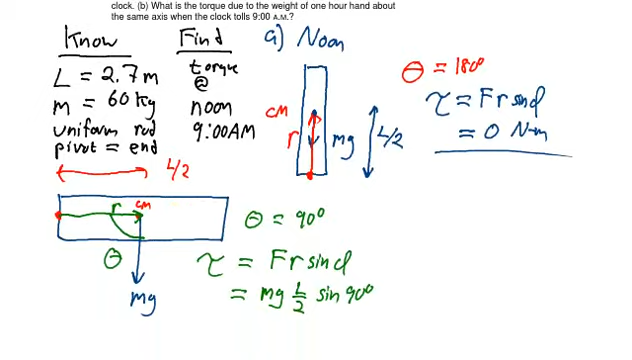 clock. (b) What is the torque due to the weight of one hour hand about
the same axis when the clock tolls 9:00 A.M.?
Know
Find
a) Noon
L = 2.7 m
torque
@
θ = 180°
m = 60 kg
noon
cm
τ = Fr sin d
uniform rod
9:00AM
r
mg
L/2
= 0 N-m
pivot = end
L/2
r
cm
θ = 90°
θ
τ = Fr sin d
mg
= mg L/2 sin 90°